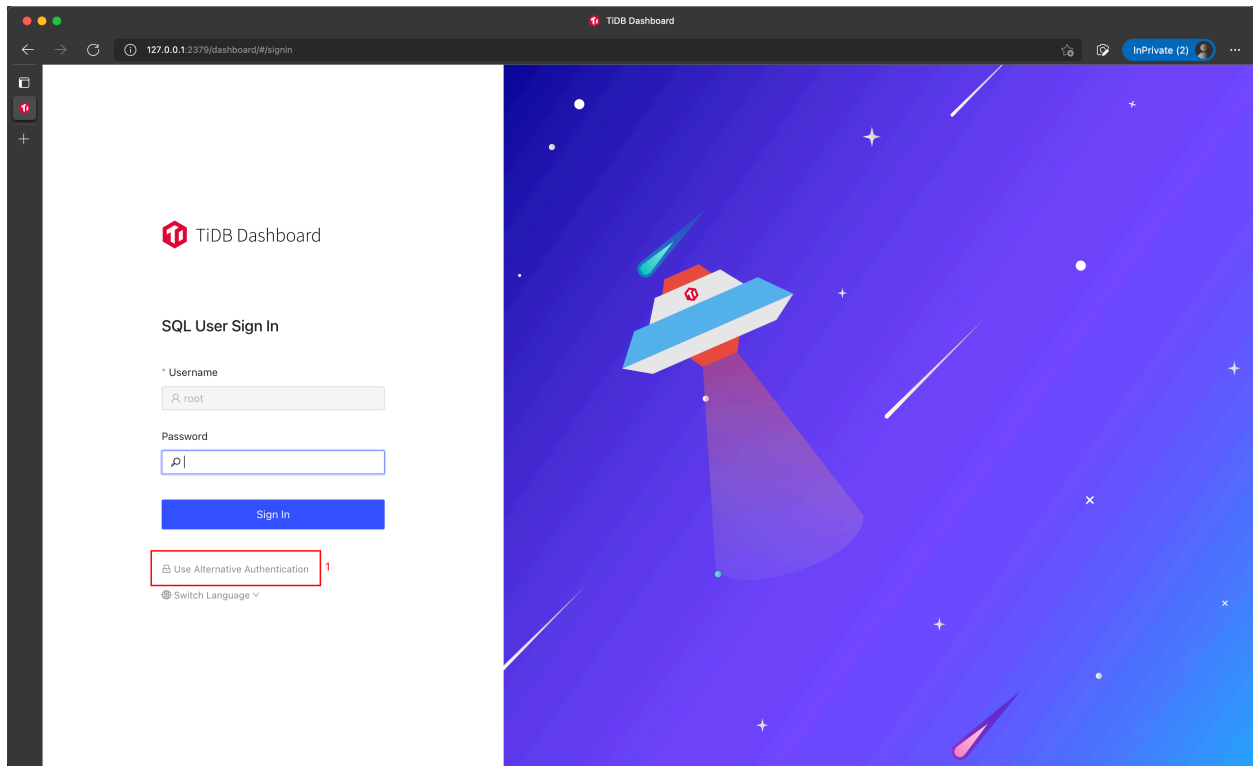 TiDB Dashboard
127.0.0.1:2379/dashboard/#/signin
InPrivate (2)
TiDB Dashboard
SQL User Sign In
* Username
root
Password
Sign In
Use Alternative Authentication 1
Switch Language